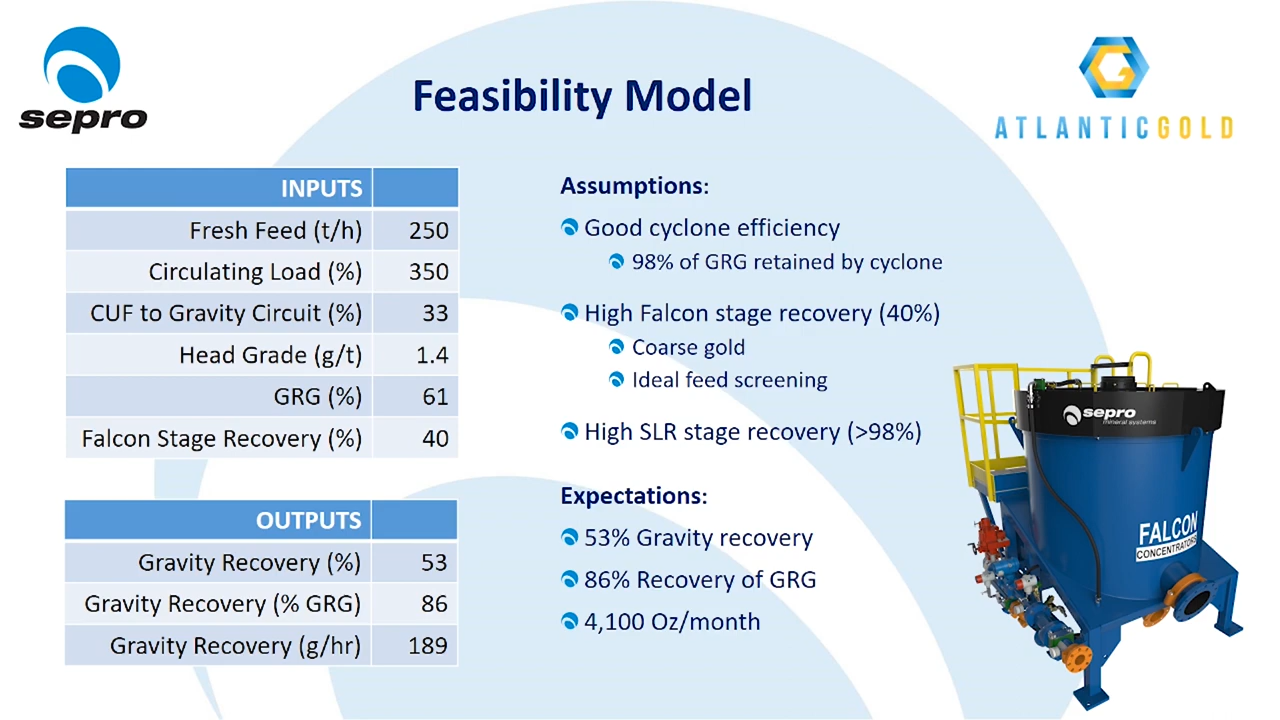 sepro
Feasibility Model
ATLANTICGOLD
INPUTS
Fresh Feed (t/h) 250
Circulating Load (%) 350
CUF to Gravity Circuit (%) 33
Head Grade (g/t) 1.4
GRG (%) 61
Falcon Stage Recovery (%) 40
OUTPUTS
Gravity Recovery (%) 53
Gravity Recovery (% GRG) 86
Gravity Recovery (g/hr) 189
Assumptions:
Good cyclone efficiency
98% of GRG retained by cyclone
High Falcon stage recovery (40%)
Coarse gold
Ideal feed screening
High SLR stage recovery (>98%)
Expectations:
53% Gravity recovery
86% Recovery of GRG
4,100 Oz/month
sepro
mineral systems
FALCON
CONCENTRATORS